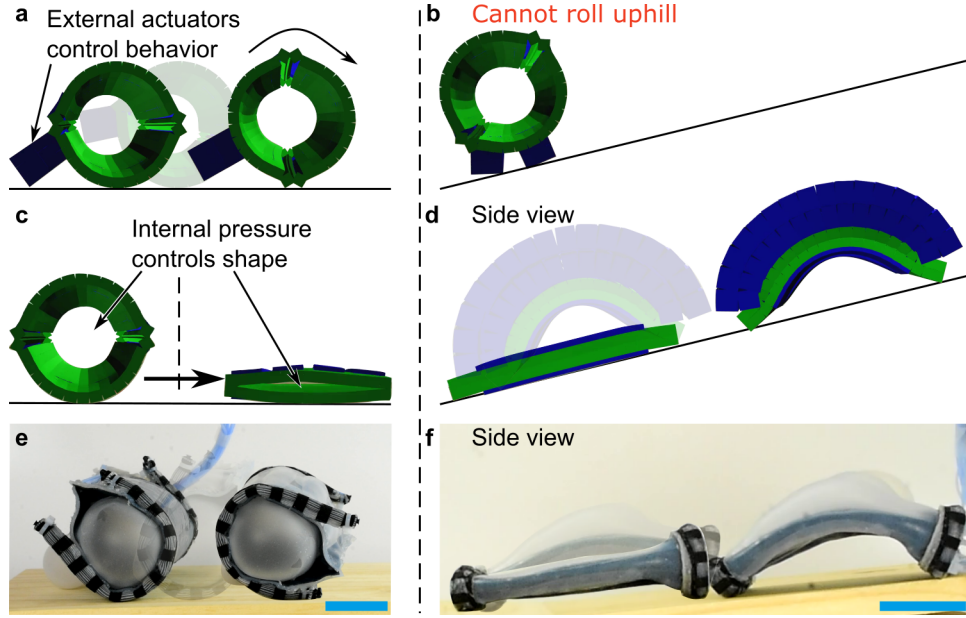 a
External actuators
control behavior
b
Cannot roll uphill
c
Internal pressure
controls shape
d
Side view
e
f
Side view